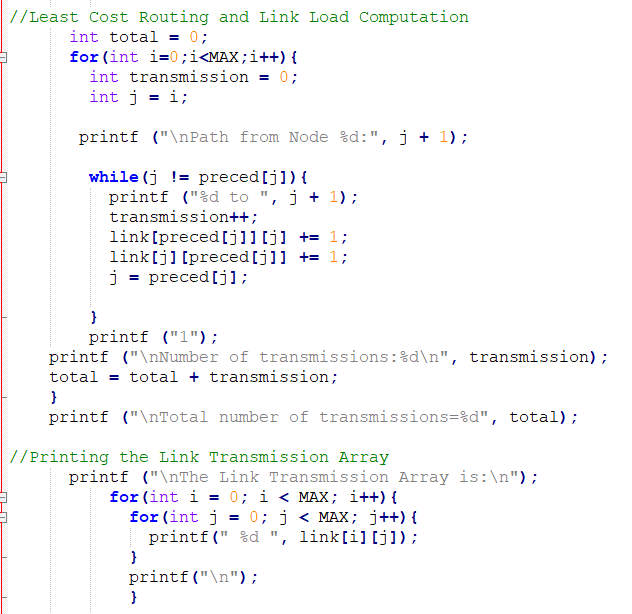 //Least Cost Routing and Link Load Computation
int total = 0;
for(int i=0;i<MAX;i++){
int transmission = 0;
int j = i;
printf ("\nPath from Node %d:", j + 1);
while(j != preced[j]){
printf ("%d to ", j + 1);
transmission++;
link[preced[j]][j] += 1;
link[j][preced[j]] += 1;
j = preced[j];
}
printf ("1");
printf ("\nNumber of transmissions:%d\n", transmission);
total = total + transmission;
}
printf ("\nTotal number of transmissions=%d", total);
//Printing the Link Transmission Array
printf ("\nThe Link Transmission Array is:\n");
for(int i = 0; i < MAX; i++){
for(int j = 0; j < MAX; j++){
printf(" %d ", link[i][j]);
}
printf("\n");
}